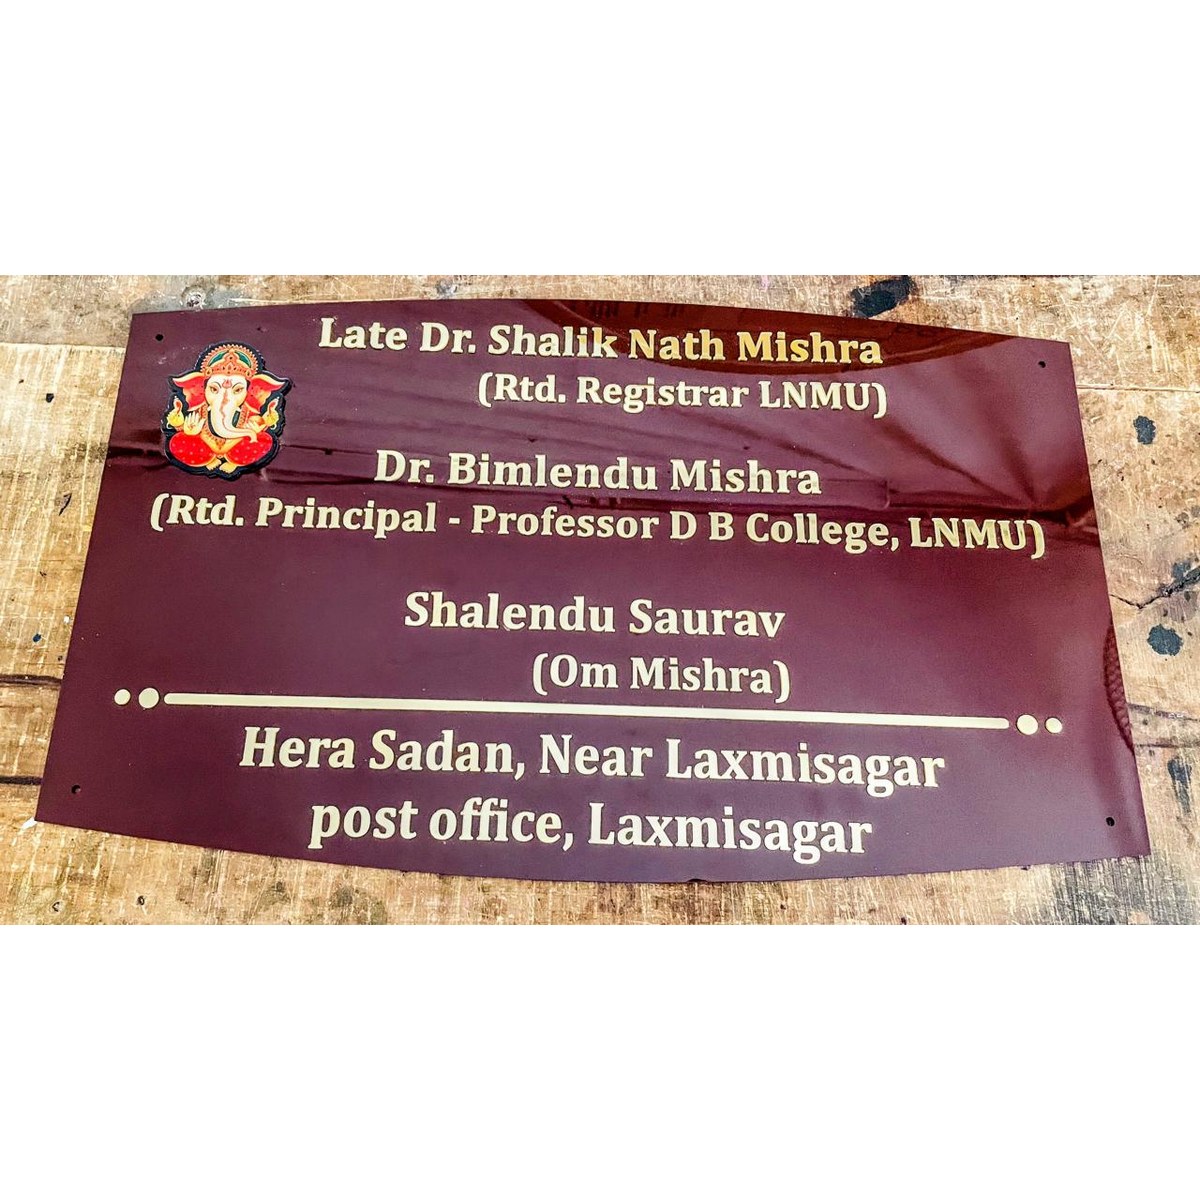 Late Dr. Shalik Nath Mishra
(Rtd. Registrar LNMU)
Dr. Bimlendu Mishra
(Rtd. Principal - Professor D B College, LNMU)
Shalendu Saurav
(Om Mishra)
Hera Sadan, Near Laxmisagar
post office, Laxmisagar